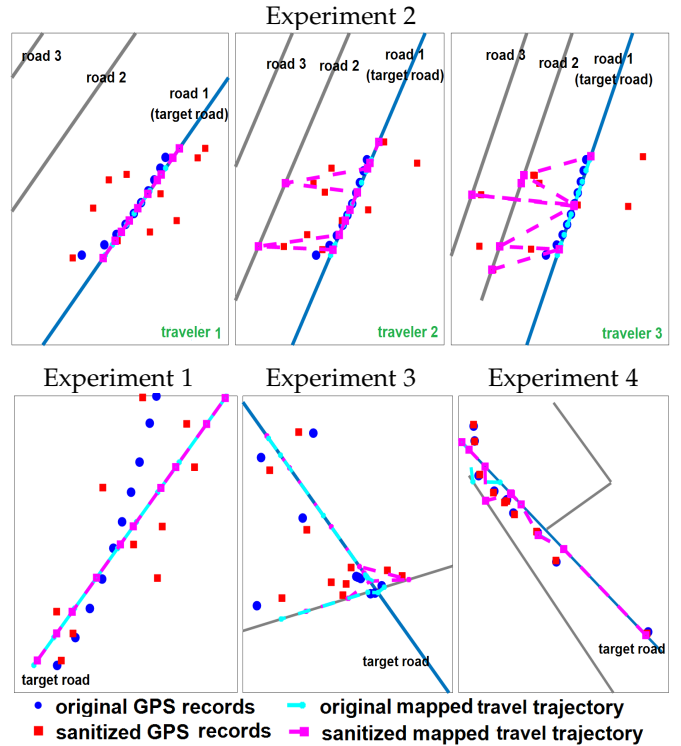 Experiment 2
road 3
road 2
road 1
(target road)
traveler 1
road 3
road 2
road 1
(target road)
traveler 2
road 3
road 2
road 1
(target road)
traveler 3
Experiment 1
Experiment 3
Experiment 4
target road
target road
target road
original GPS records
original mapped travel trajectory
sanitized GPS records
sanitized mapped travel trajectory